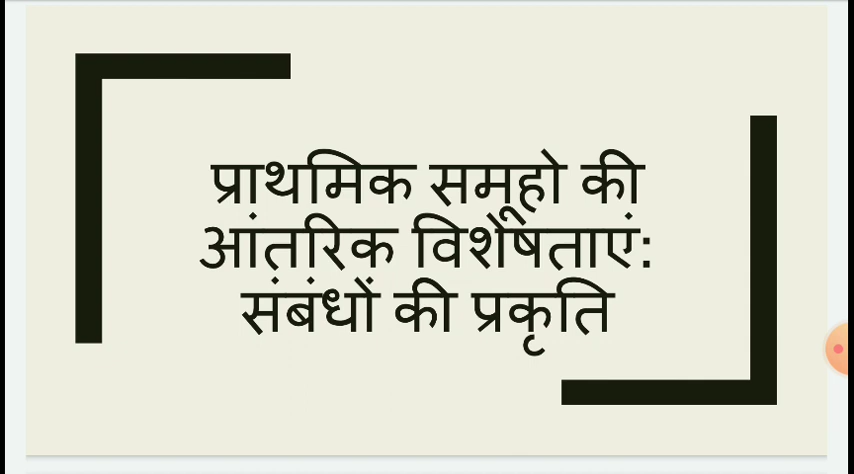 प्राथमिक समूहो की
आंतरिक विशेषताएं:
संबंधों की प्रकृति